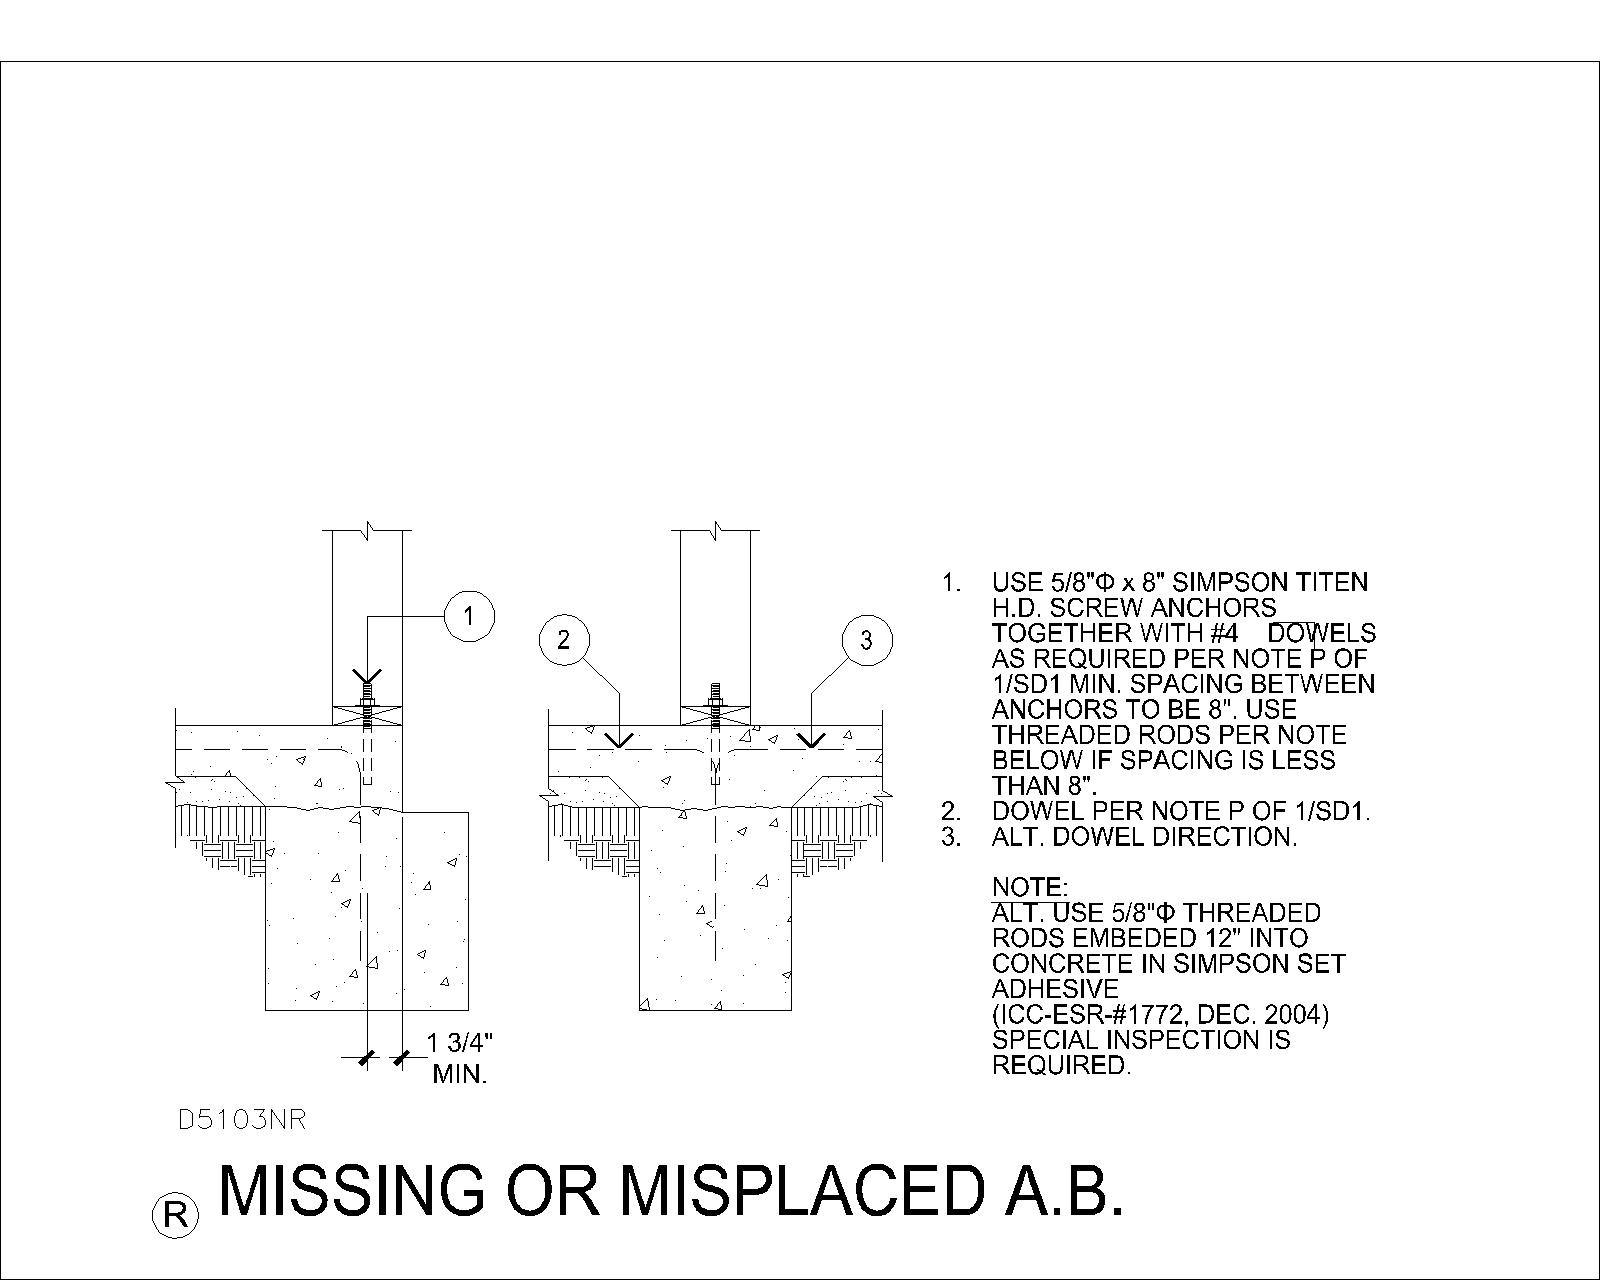 1
2
3
1. USE 5/8"Φ x 8" SIMPSON TITEN
H.D. SCREW ANCHORS
TOGETHER WITH #4 DOWELS
AS REQUIRED PER NOTE P OF
1/SD1 MIN. SPACING BETWEEN
ANCHORS TO BE 8". USE
THREADED RODS PER NOTE
BELOW IF SPACING IS LESS
THAN 8".
2. DOWEL PER NOTE P OF 1/SD1.
3. ALT. DOWEL DIRECTION.
NOTE:
ALT. USE 5/8"Φ THREADED
RODS EMBEDED 12" INTO
CONCRETE IN SIMPSON SET
ADHESIVE
(ICC-ESR-#1772, DEC. 2004)
SPECIAL INSPECTION IS
REQUIRED.
1 3/4"
MIN.
D5103NR
R MISSING OR MISPLACED A.B.